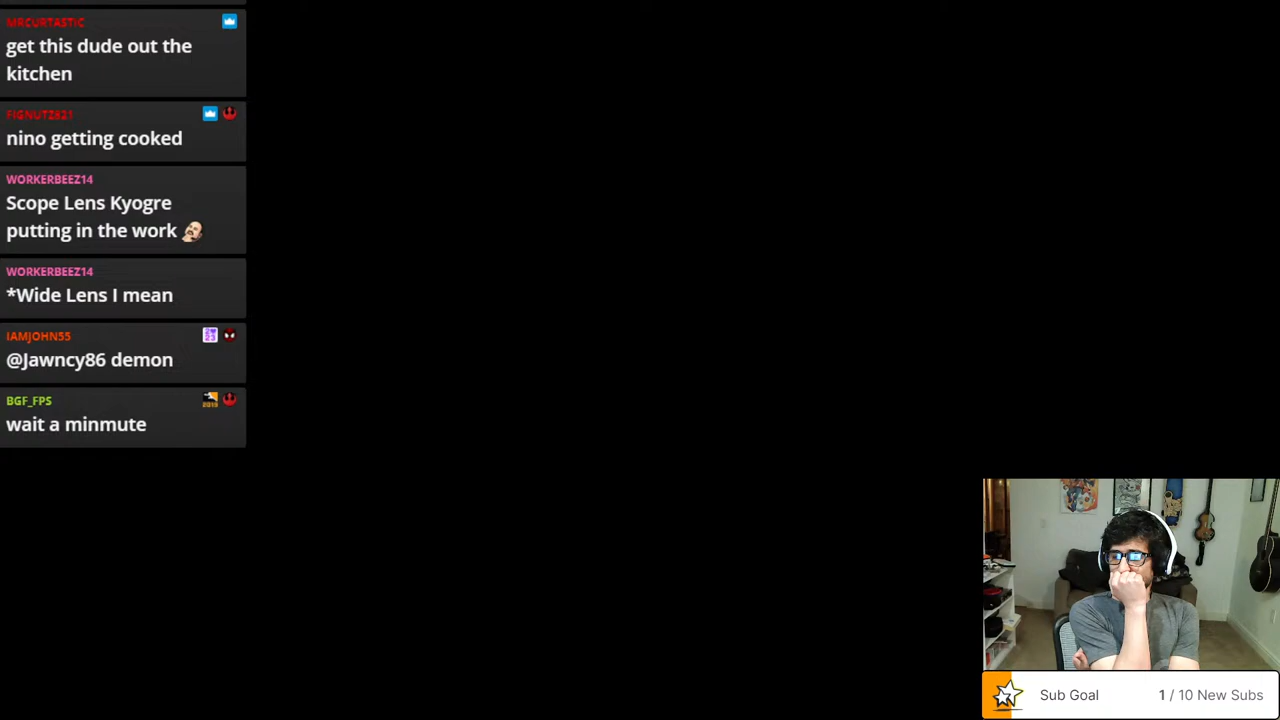 MRCURTASTIC
get this dude out the
kitchen
FIGNUTZ821
nino getting cooked
WORKERBEEZ14
Scope Lens Kyogre
putting in the work
WORKERBEEZ14
*Wide Lens I mean
IAMJOHN55
@Jawncy86 demon
BGF_FPS
wait a minmute
Sub Goal 1 / 10 New Subs